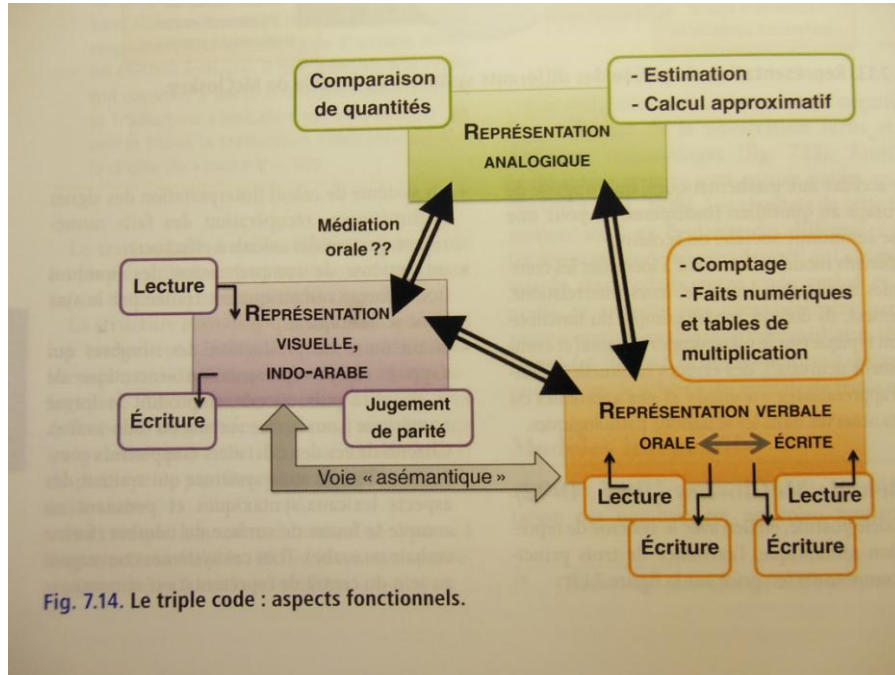 Comparaison
de quantités
- Estimation
- Calcul approximatif
REPRÉSENTATION
ANALOGIQUE
Médiation
orale ??
Lecture
REPRÉSENTATION
VISUELLE,
INDO-ARABE
Écriture
Jugement
de parité
- Comptage
- Faits numériques
et tables de
multiplication
REPRÉSENTATION VERBALE
ORALE ÉCRITE
Voie « asémantique »
Lecture Lecture
Écriture Écriture
Fig. 7.14. Le triple code : aspects fonctionnels.